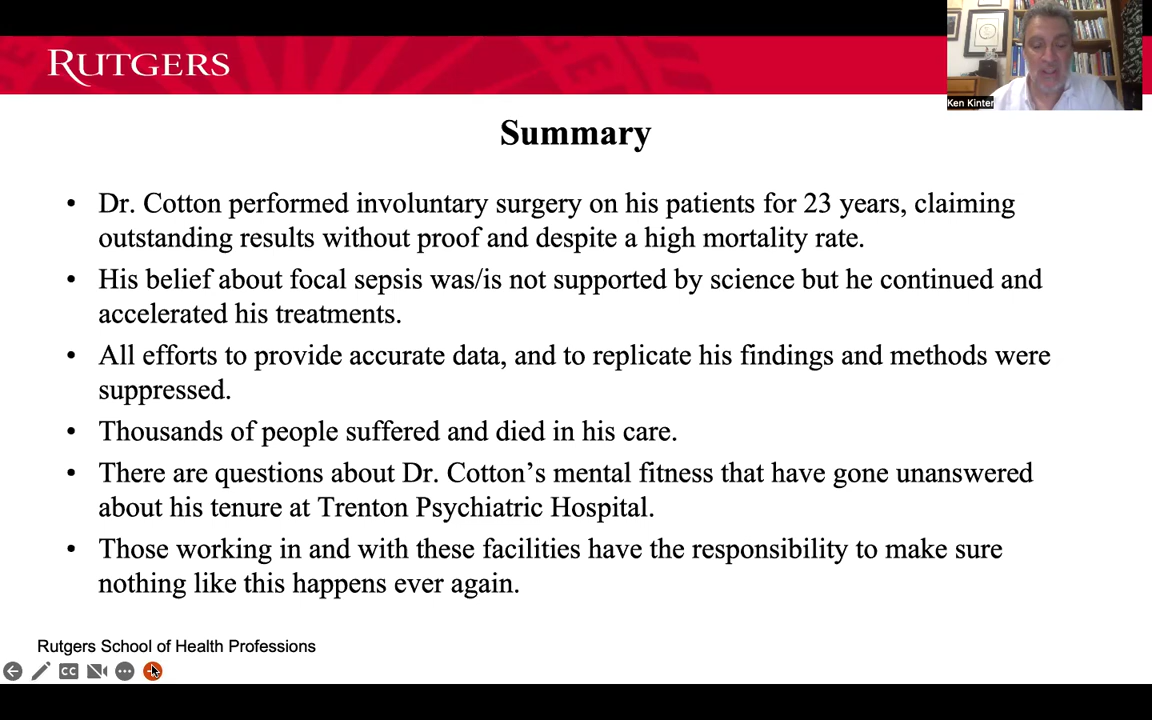 RUTGERS
Ken Kinter
Summary
• Dr. Cotton performed involuntary surgery on his patients for 23 years, claiming
outstanding results without proof and despite a high mortality rate.
• His belief about focal sepsis was/is not supported by science but he continued and
accelerated his treatments.
• All efforts to provide accurate data, and to replicate his findings and methods were
suppressed.
• Thousands of people suffered and died in his care.
• There are questions about Dr. Cotton’s mental fitness that have gone unanswered
about his tenure at Trenton Psychiatric Hospital.
• Those working in and with these facilities have the responsibility to make sure
nothing like this happens ever again.
Rutgers School of Health Professions
CC